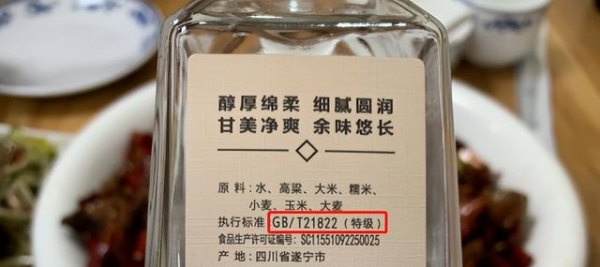 醇厚绵柔 细腻圆润
甘美净爽 余味悠长
原料：水、高粱、大米、糯米、
小麦、玉米、大麦
执行标准 GB/T21822（特级）
食品生产许可证编号：SC11551092250025
产 地：四川省遂宁市